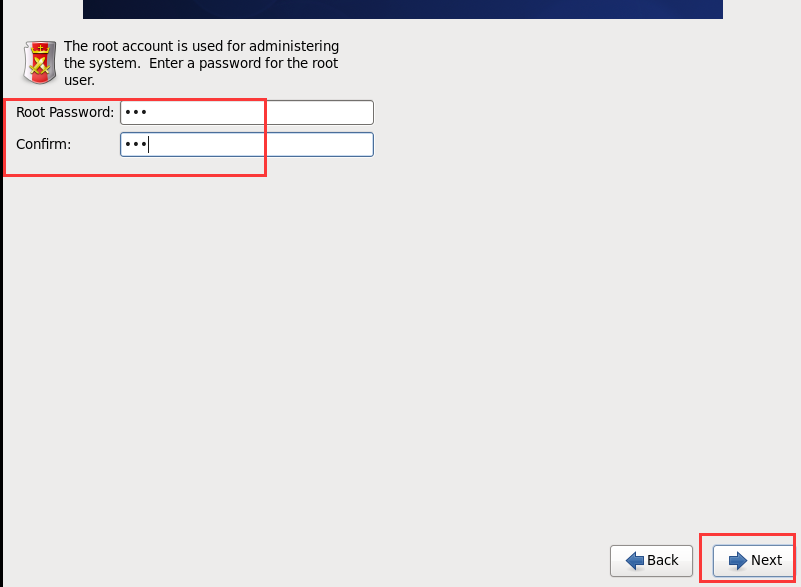 The root account is used for administering
the system.  Enter a password for the root
user.
Root Password: •••
Confirm: •••
Back
Next